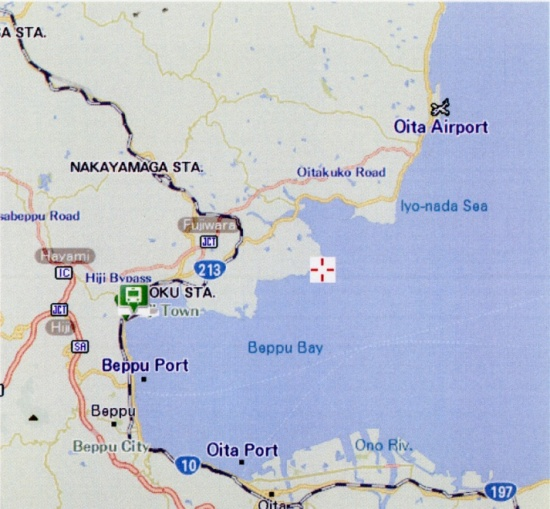 A STA.
Oita Airport
NAKAYAMAGA STA.
Oitakuko Road
Iyo-nada Sea
sabeppu Road
Fujiwara
JCT
Hayami
IC
213
Hiji Bypass
OKU STA.
Town
JCT
Hiji
SA
Beppu Bay
Beppu Port
Beppu
Beppu City
Oita Port
Ono Riv.
10
197
Oita